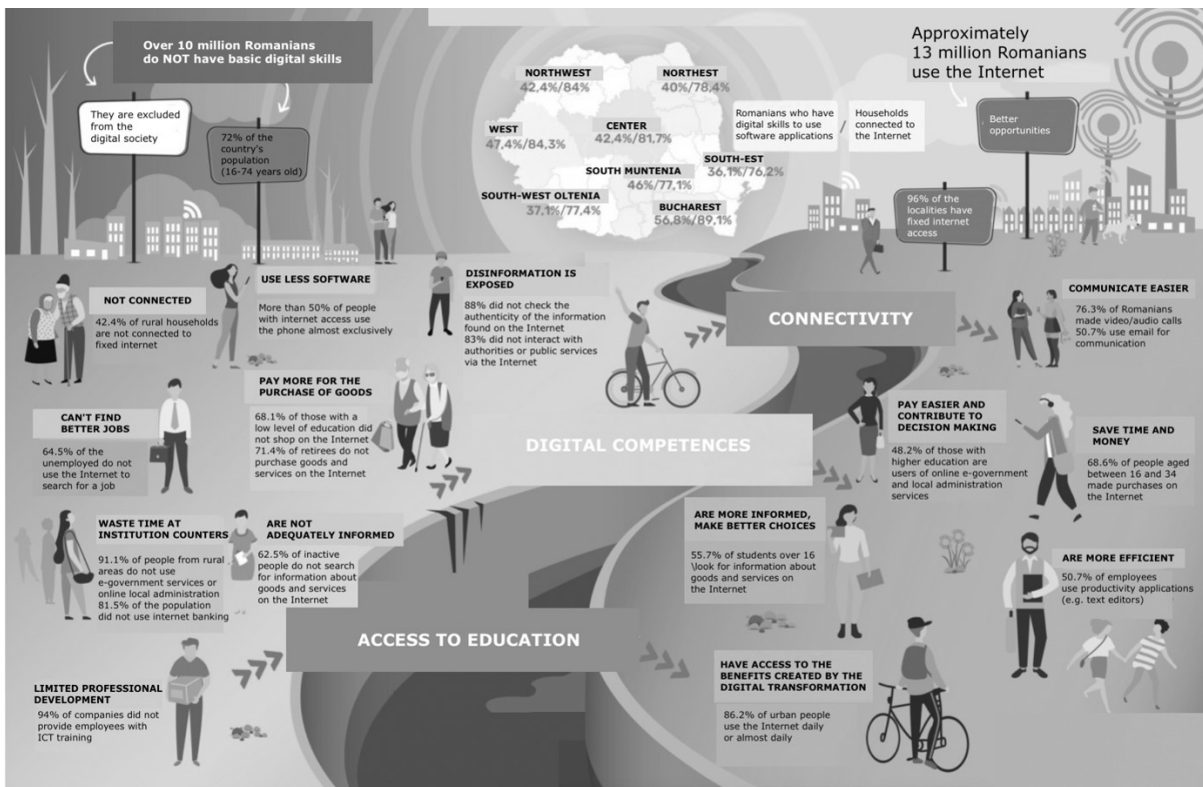 Over 10 million Romanians
do NOT have basic digital skills
They are excluded
from the
digital society
72% of the
country's
population
(16-74 years old)
NORTHWEST
42,4%/84%
NORTHEST
40%/78,4%
WEST
47,4%/84,3%
CENTER
42,4%/81,7%
SOUTH-EST
36,1%/76,2%
SOUTH MUNTENIA
46%/77,1%
SOUTH-WEST OLTENIA
37,1%/77,4%
BUCHAREST
56,8%/89,1%
Romanians who have
digital skills to use
software applications
/
Households
connected to
the Internet
Approximately
13 million Romanians
use the Internet
Better
opportunities
96% of the
localities have
fixed internet
access
NOT CONNECTED
42.4% of rural households
are not connected to
fixed internet
USE LESS SOFTWARE
More than 50% of people
with internet access use
the phone almost exclusively
DISINFORMATION IS
EXPOSED
88% did not check the
authenticity of the information
found on the Internet
83% did not interact with
authorities or public services
via the Internet
CAN'T FIND
BETTER JOBS
64.5% of the
unemployed do not
use the Internet to
search for a job
PAY MORE FOR THE
PURCHASE OF GOODS
68.1% of those with a
low level of education did
not shop on the Internet
71.4% of retirees do not
purchase goods and
services on the Internet
WASTE TIME AT
INSTITUTION COUNTERS
91.1% of people from rural
areas do not use
e-government services or
online local administration
81.5% of the population
did not use internet banking
ARE NOT
ADEQUATELY INFORMED
62.5% of inactive
people do not search
for information about
goods and services
on the Internet
LIMITED PROFESSIONAL
DEVELOPMENT
94% of companies did not
provide employees with
ICT training
CONNECTIVITY
DIGITAL COMPETENCES
ACCESS TO EDUCATION
COMMUNICATE EASIER
76.3% of Romanians
made video/audio calls
50.7% use email for
communication
PAY EASIER AND
CONTRIBUTE TO
DECISION MAKING
48.2% of those with
higher education are
users of online e-government
and local administration
services
SAVE TIME AND
MONEY
68.6% of people aged
between 16 and 34
made purchases on
the Internet
ARE MORE INFORMED,
MAKE BETTER CHOICES
55.7% of students over 16
\look for information about
goods and services on
the Internet
ARE MORE EFFICIENT
50.7% of employees
use productivity applications
(e.g. text editors)
HAVE ACCESS TO THE
BENEFITS CREATED BY THE
DIGITAL TRANSFORMATION
86.2% of urban people
use the Internet daily
or almost daily